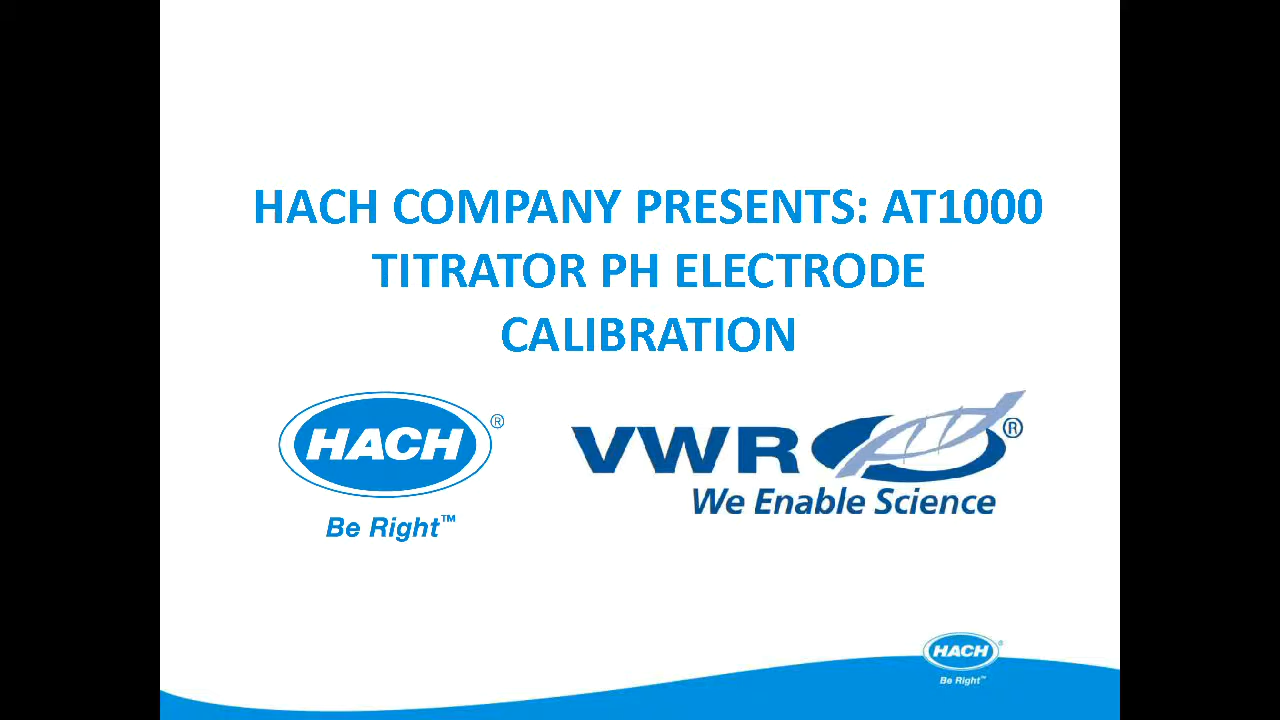 HACH COMPANY PRESENTS: AT1000
TITRATOR PH ELECTRODE
CALIBRATION
HACH®
Be Right™
VWR®
We Enable Science
HACH®
Be Right™